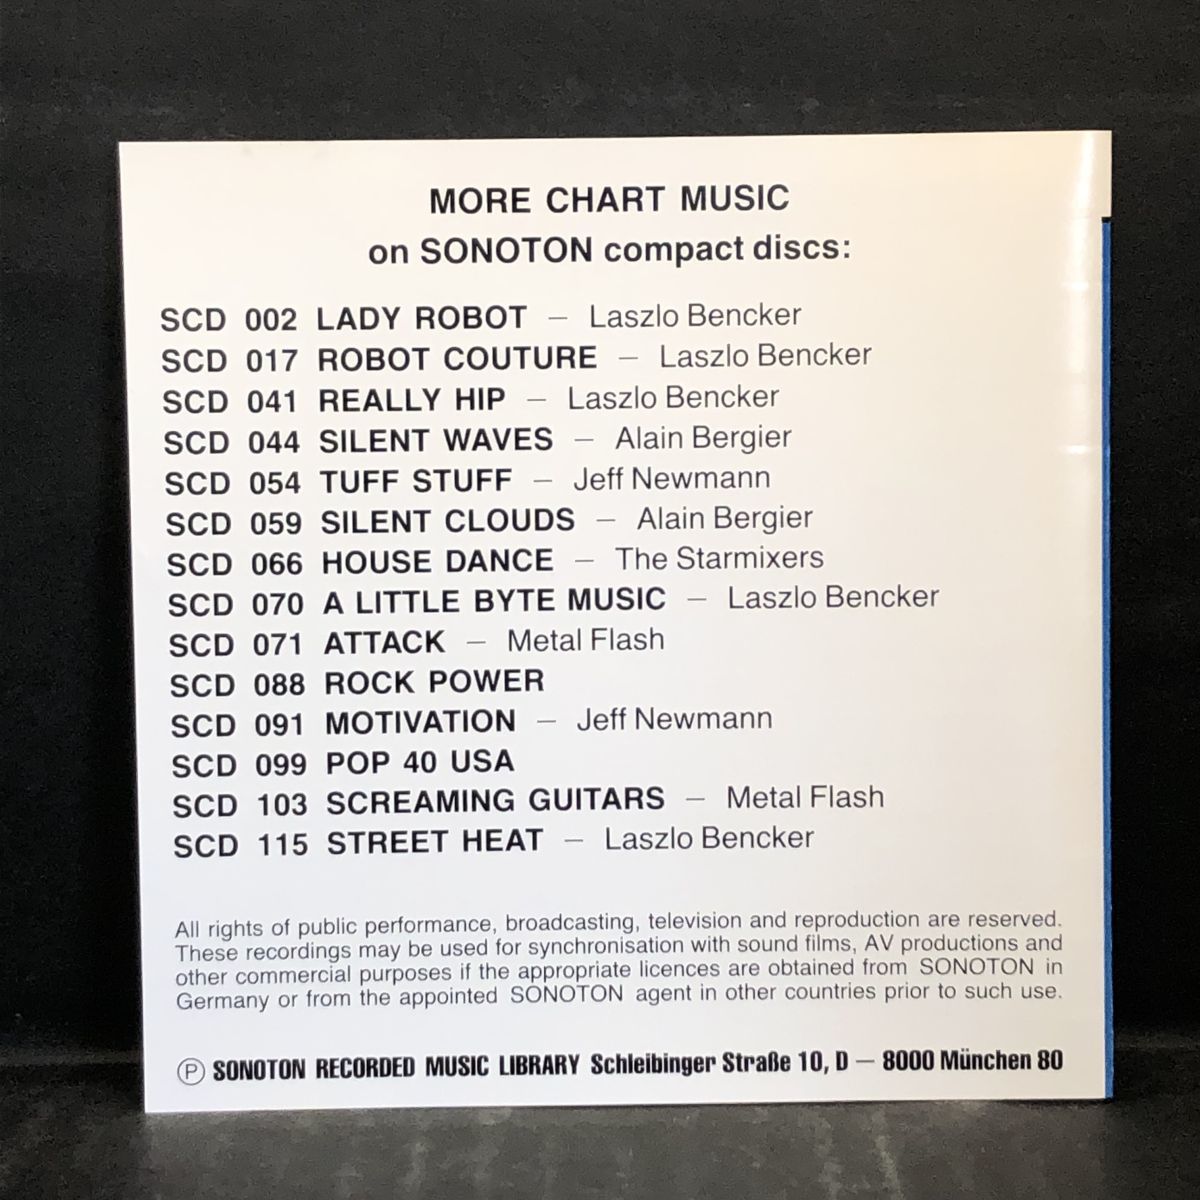 MORE CHART MUSIC
on SONOTON compact discs:
SCD 002 LADY ROBOT – Laszlo Bencker
SCD 017 ROBOT COUTURE – Laszlo Bencker
SCD 041 REALLY HIP – Laszlo Bencker
SCD 044 SILENT WAVES – Alain Bergier
SCD 054 TUFF STUFF – Jeff Newmann
SCD 059 SILENT CLOUDS – Alain Bergier
SCD 066 HOUSE DANCE – The Starmixers
SCD 070 A LITTLE BYTE MUSIC – Laszlo Bencker
SCD 071 ATTACK – Metal Flash
SCD 088 ROCK POWER
SCD 091 MOTIVATION – Jeff Newmann
SCD 099 POP 40 USA
SCD 103 SCREAMING GUITARS – Metal Flash
SCD 115 STREET HEAT – Laszlo Bencker
All rights of public performance, broadcasting, television and reproduction are reserved.
These recordings may be used for synchronisation with sound films, AV productions and
other commercial purposes if the appropriate licences are obtained from SONOTON in
Germany or from the appointed SONOTON agent in other countries prior to such use.
Ⓟ SONOTON RECORDED MUSIC LIBRARY Schleibinger Straße 10, D – 8000 München 80